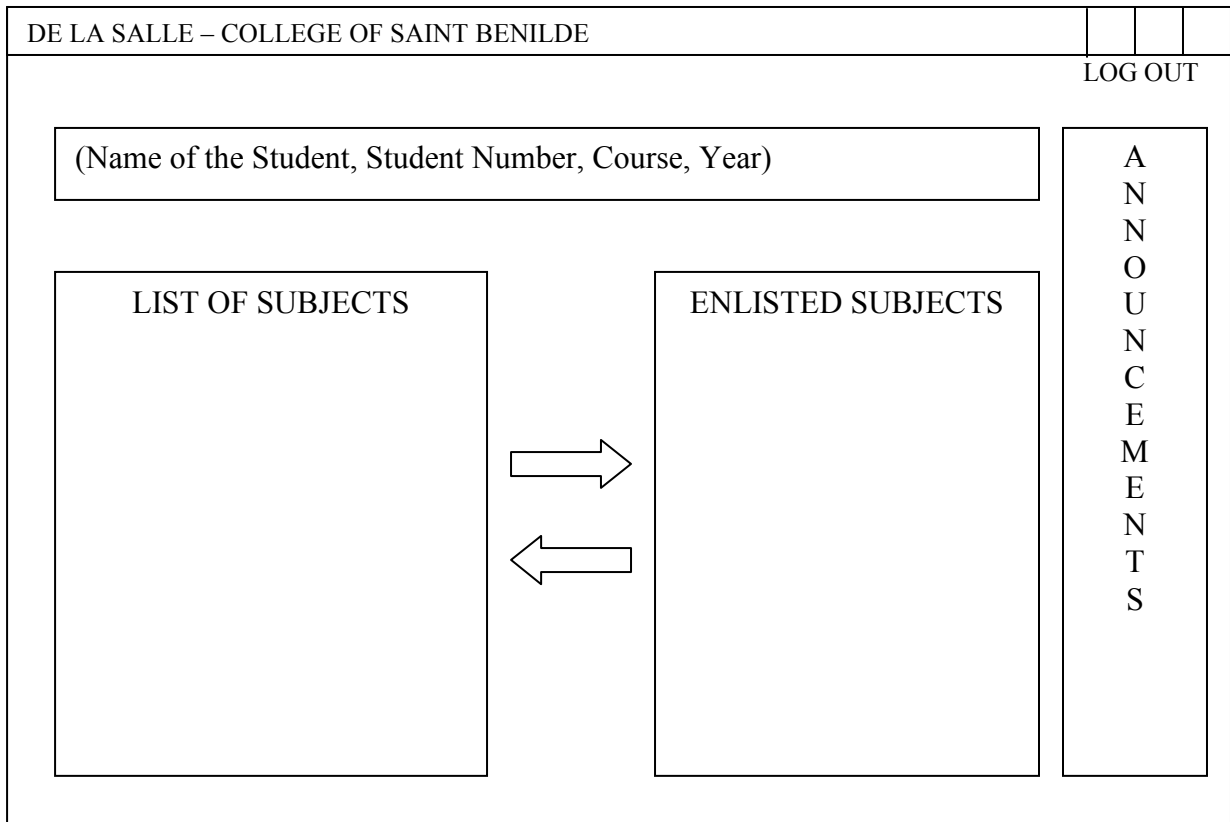 DE LA SALLE – COLLEGE OF SAINT BENILDE
LOG OUT
(Name of the Student, Student Number, Course, Year)
LIST OF SUBJECTS
ENLISTED SUBJECTS
A
N
N
O
U
N
C
E
M
E
N
T
S